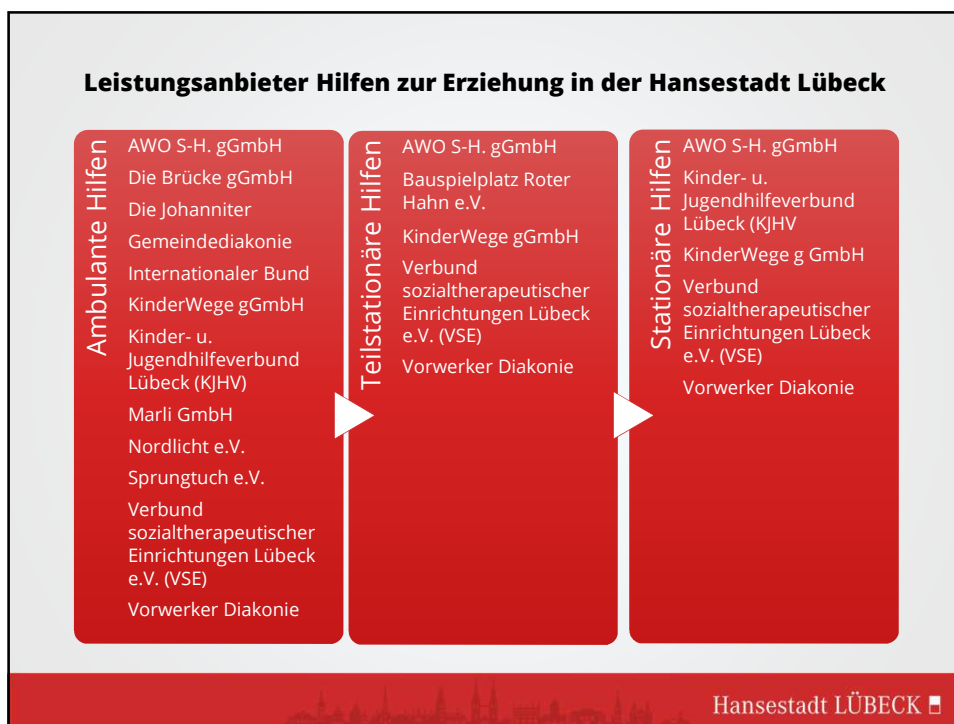 Leistungsanbieter Hilfen zur Erziehung in der Hansestadt Lübeck
Ambulante Hilfen
AWO S-H. gGmbH
Die Brücke gGmbH
Die Johanniter
Gemeindediakonie
Internationaler Bund
KinderWege gGmbH
Kinder- u.
Jugendhilfeverbund
Lübeck (KJHV)
Marli GmbH
Nordlicht e.V.
Sprungtuch e.V.
Verbund
sozialtherapeutischer
Einrichtungen Lübeck
e.V. (VSE)
Vorwerker Diakonie
Teilstationäre Hilfen
AWO S-H. gGmbH
Bauspielplatz Roter
Hahn e.V.
KinderWege gGmbH
Verbund
sozialtherapeutischer
Einrichtungen Lübeck
e.V. (VSE)
Vorwerker Diakonie
Stationäre Hilfen
AWO S-H. gGmbH
Kinder- u.
Jugendhilfeverbund
Lübeck (KJHV
KinderWege g GmbH
Verbund
sozialtherapeutischer
Einrichtungen Lübeck
e.V. (VSE)
Vorwerker Diakonie
Hansestadt LÜBECK